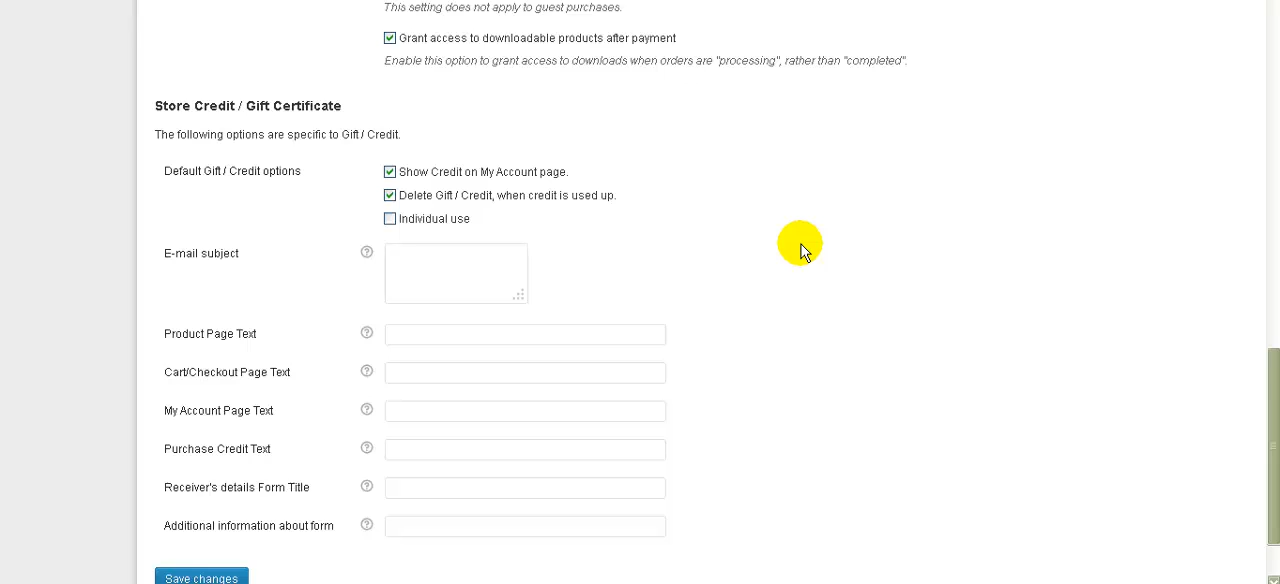 This setting does not apply to guest purchases.
Grant access to downloadable products after payment
Enable this option to grant access to downloads when orders are "processing", rather than "completed".
Store Credit / Gift Certificate
The following options are specific to Gift / Credit.
Default Gift / Credit options
Show Credit on My Account page.
Delete Gift / Credit, when credit is used up.
Individual use
E-mail subject
Product Page Text
Cart/Checkout Page Text
My Account Page Text
Purchase Credit Text
Receiver's details Form Title
Additional information about form
Save changes